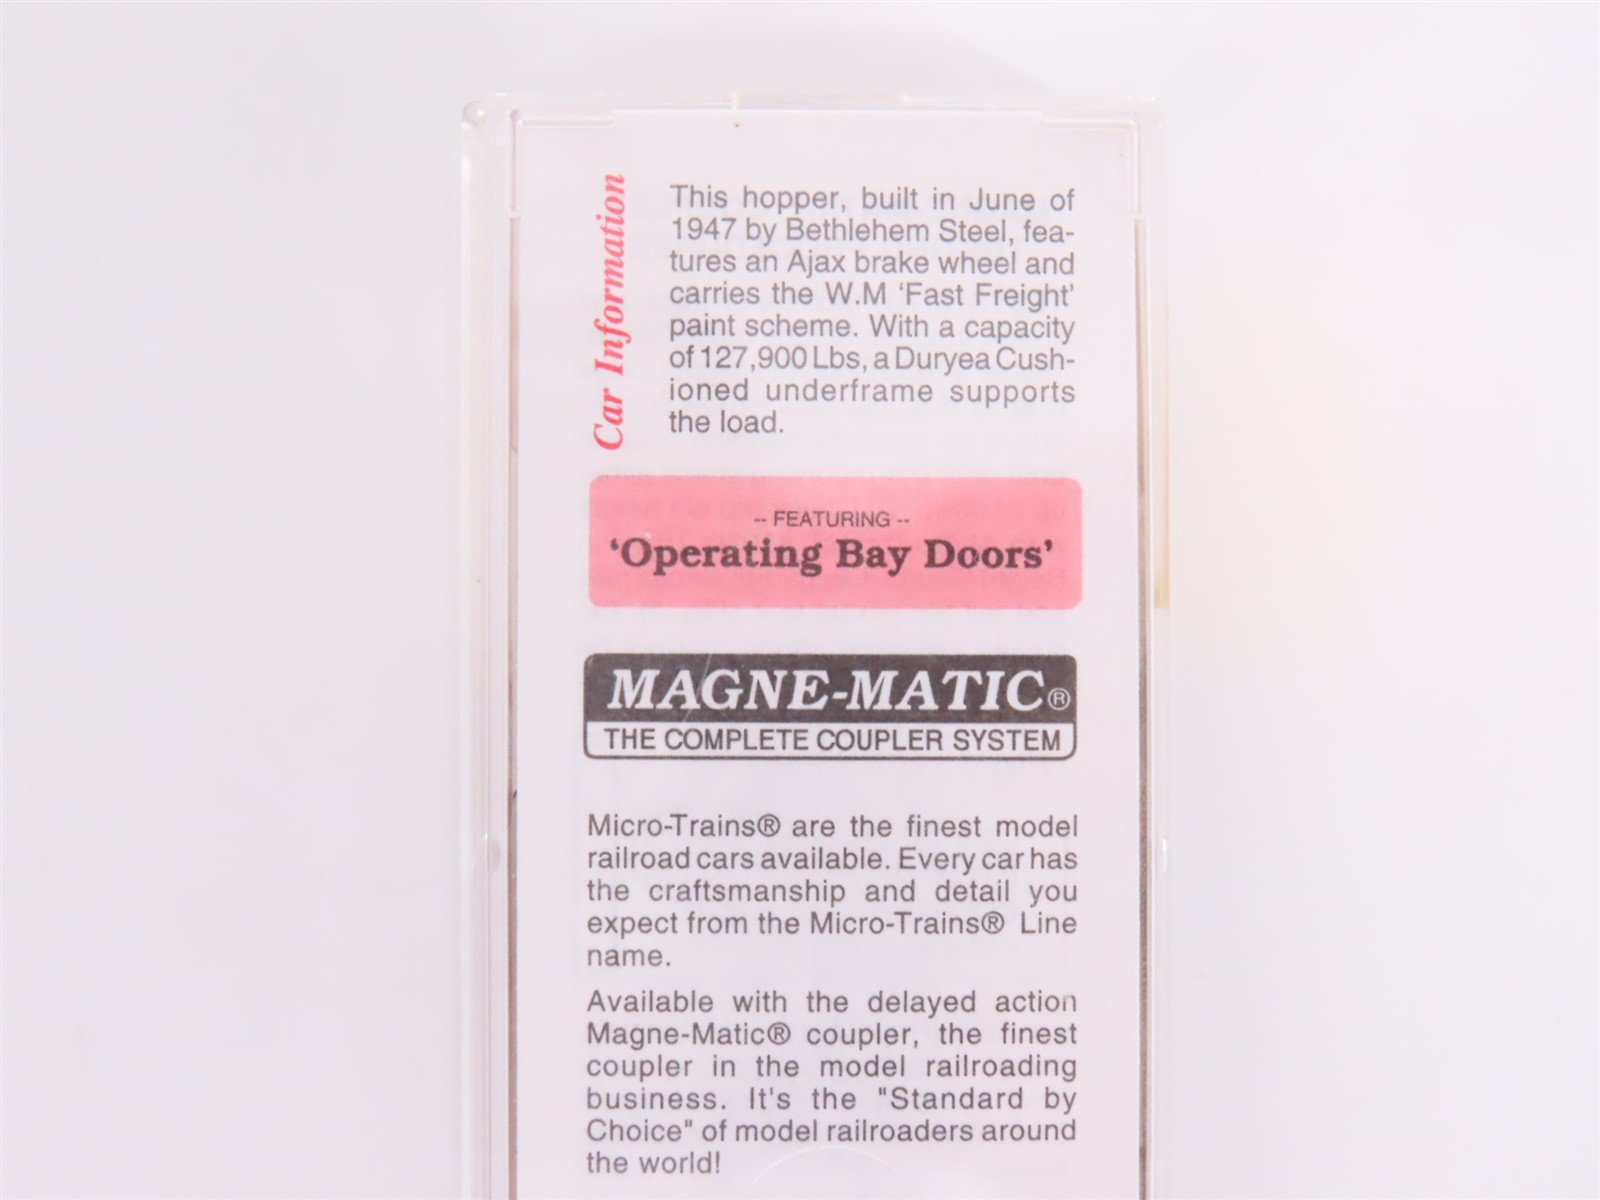 Car Information
This hopper, built in June of
1947 by Bethlehem Steel, fea-
tures an Ajax brake wheel and
carries the W.M 'Fast Freight'
paint scheme. With a capacity
of 127,900 Lbs, a Duryea Cush-
ioned underframe supports
the load.
-- FEATURING --
'Operating Bay Doors'
MAGNE-MATIC®
THE COMPLETE COUPLER SYSTEM
Micro-Trains® are the finest model
railroad cars available. Every car has
the craftsmanship and detail you
expect from the Micro-Trains® Line
name.
Available with the delayed action
Magne-Matic® coupler, the finest
coupler in the model railroading
business. It's the "Standard by
Choice" of model railroaders around
the world!